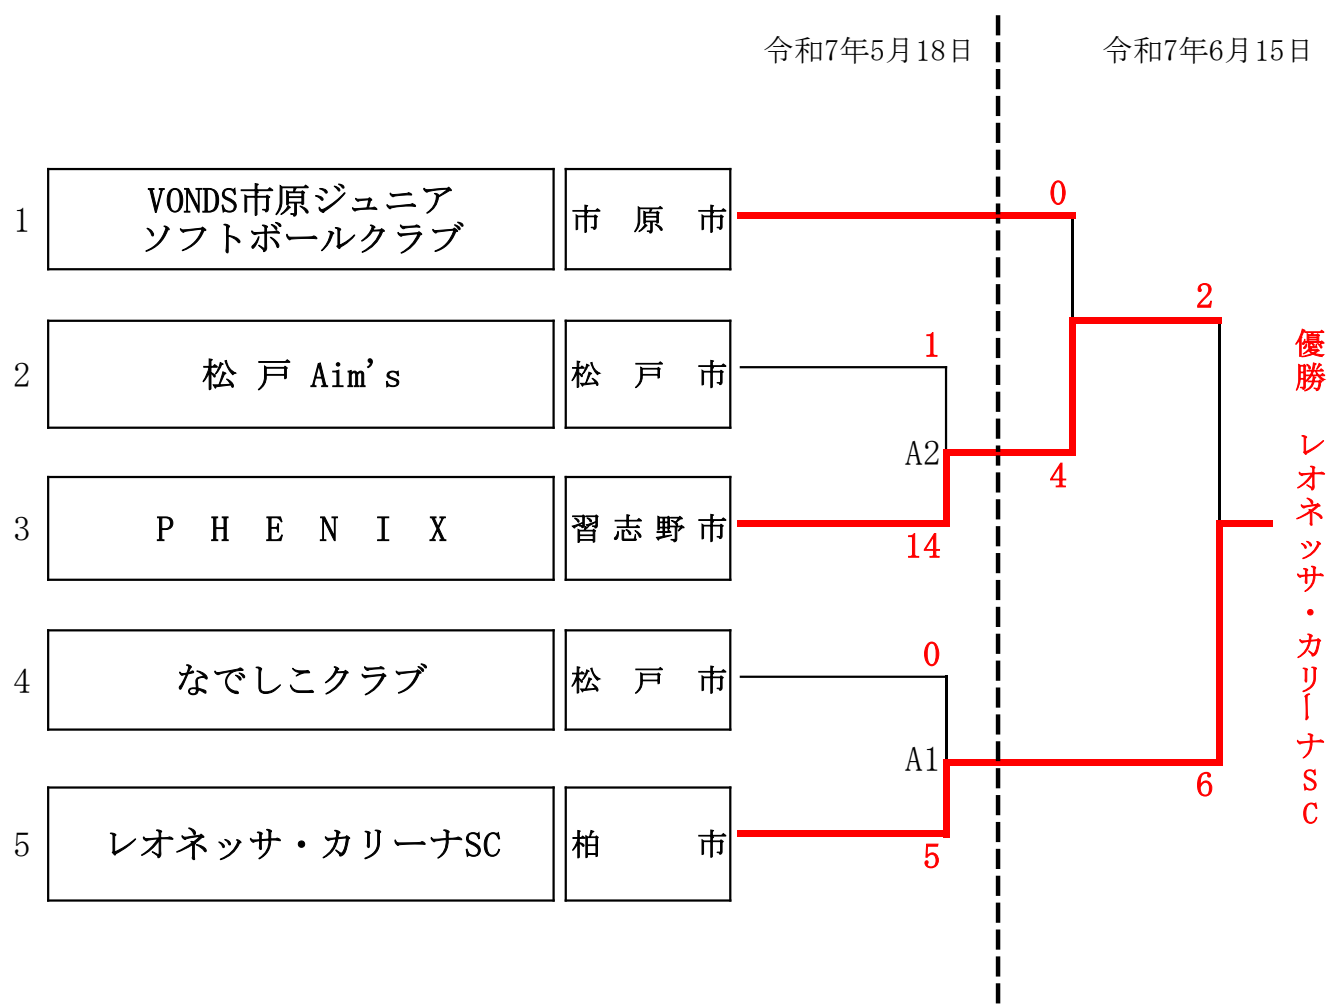 令和7年5月18日
令和7年6月15日
1
VONDS市原ジュニア
ソフトボールクラブ
市原市
0
2
2
松戸Aim's
松戸市
1
A2
4
3
PHENIX
習志野市
14
4
なでしこクラブ
松戸市
0
A1
6
5
レオネッサ・カリーナSC
柏市
5
優勝 レオネッサ・カリーナSC